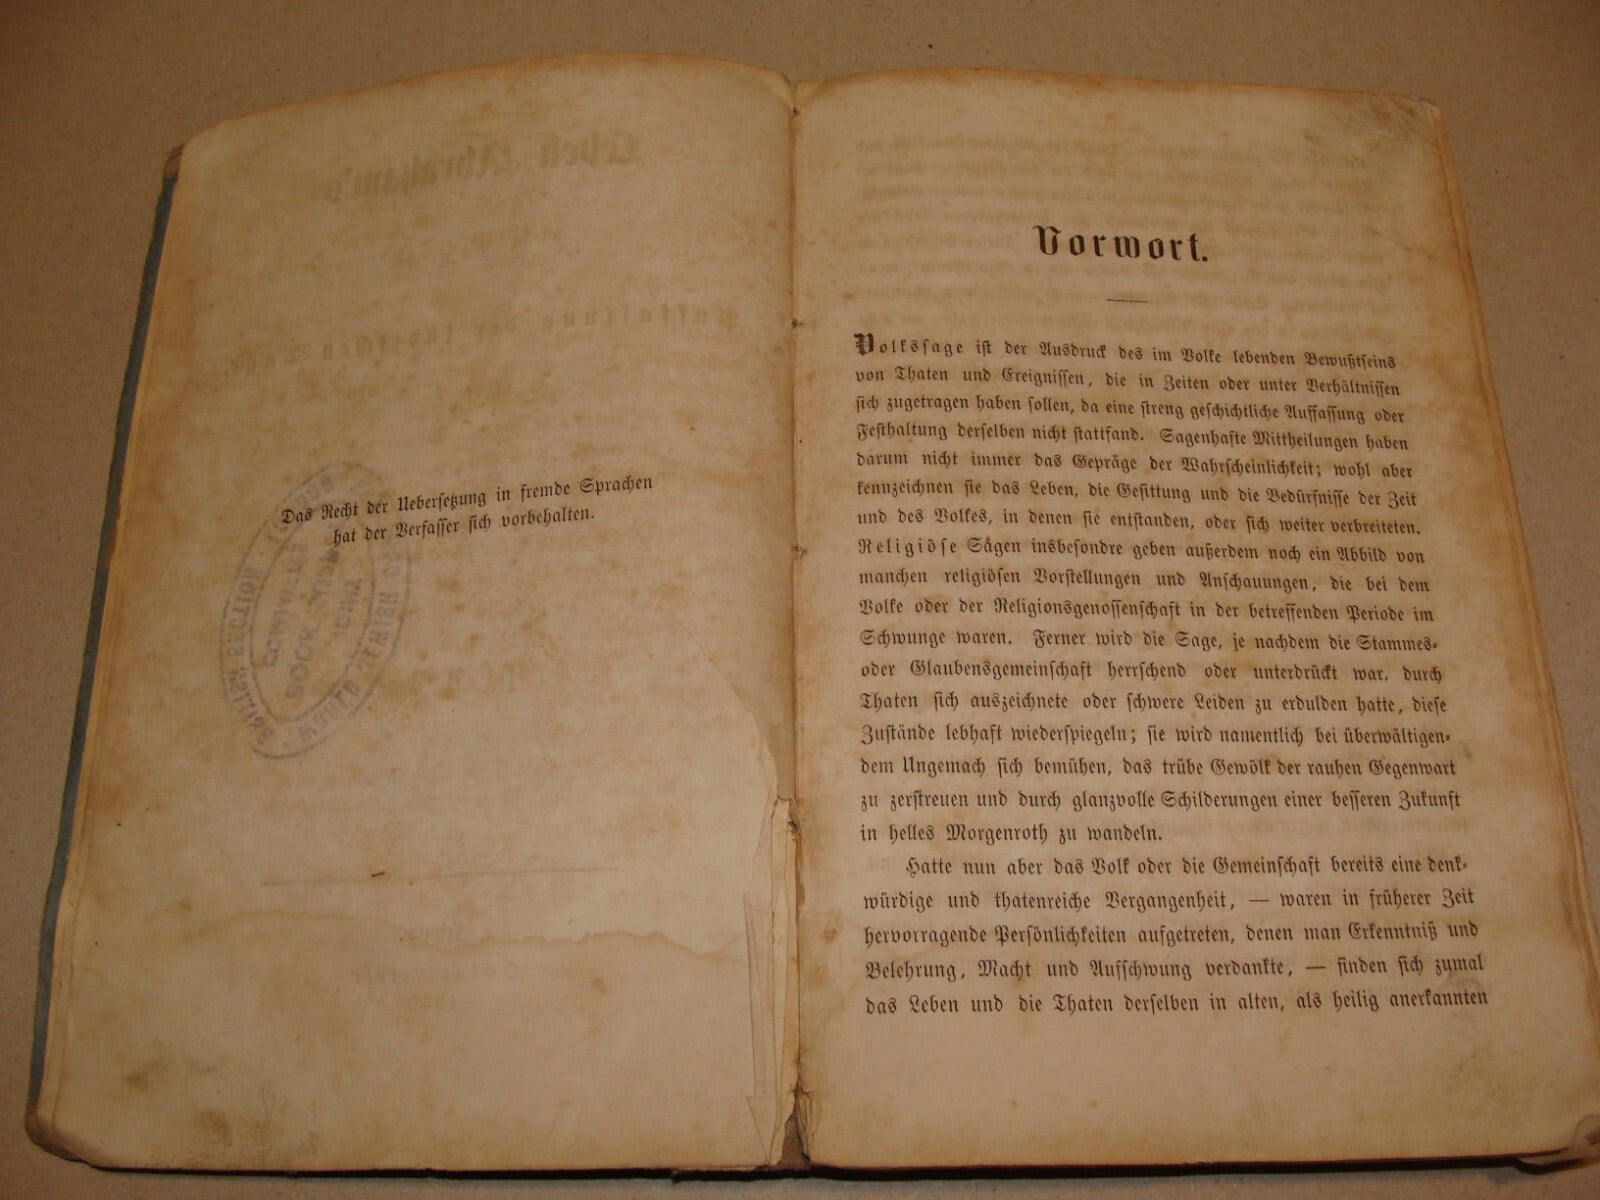 Das Recht der Uebersetzung in fremde Sprachen
hat der Verfasser sich vorbehalten.
Vorwort.
Volkssage ist der Ausdruck des im Volke lebenden Bewußtseins
von Thaten und Ereignissen, die in Zeiten oder unter Verhältnissen
sich zugetragen haben sollen, da eine streng geschichtliche Auffassung oder
Festhaltung derselben nicht stattfand. Sagenhafte Mittheilungen haben
darum nicht immer das Gepräge der Wahrscheinlichkeit; wohl aber
kennzeichnen sie das Leben, die Gesittung und die Bedürfnisse der Zeit
und des Volkes, in denen sie entstanden, oder sich weiter verbreiteten.
Religiöse Sagen insbesondre geben außerdem noch ein Abbild von
manchen religiösen Vorstellungen und Anschauungen, die bei dem
Volke oder der Religionsgenossenschaft in der betreffenden Periode im
Schwunge waren. Ferner wird die Sage, je nachdem die Stammes-
oder Glaubensgemeinschaft herrschend oder unterdrückt war, durch
Thaten sich auszeichnete oder schwere Leiden zu erdulden hatte, diese
Zustände lebhaft wiederspiegeln; sie wird namentlich bei überwältigen-
dem Ungemach sich bemühen, das trübe Gewölk der rauhen Gegenwart
zu zerstreuen und durch glanzvolle Schilderungen einer besseren Zukunft
in helles Morgenroth zu wandeln.
Hatte nun aber das Volk oder die Gemeinschaft bereits eine denk-
würdige und thatenreiche Vergangenheit, — waren in früherer Zeit
hervorragende Persönlichkeiten aufgetreten, denen man Erkenntniß und
Belehrung, Macht und Aufschwung verdankte, — finden sich zumal
das Leben und die Thaten derselben in alten, als heilig anerkannten